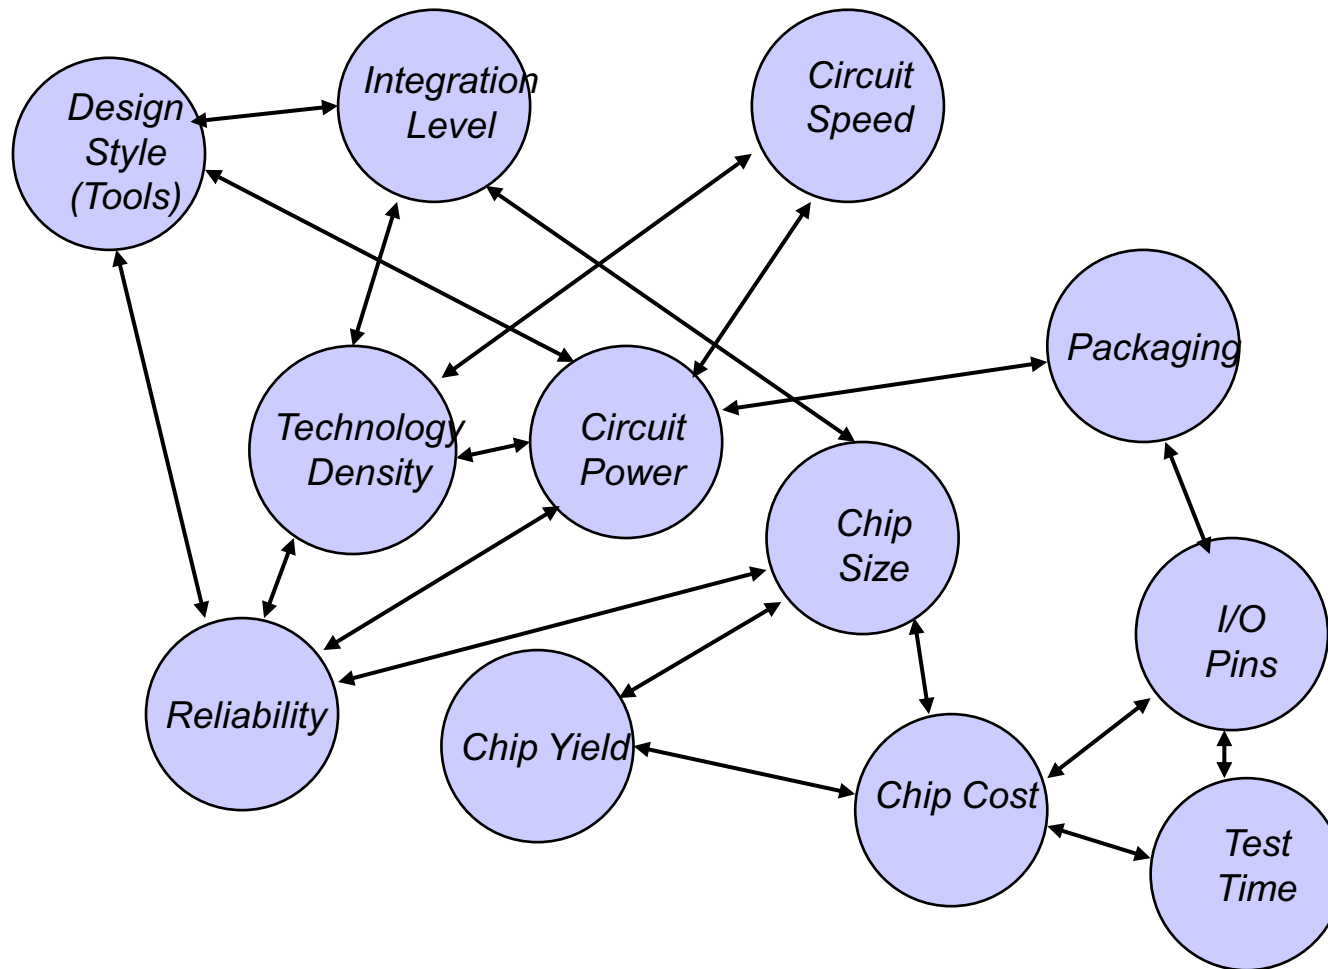 Design
Style
(Tools)
Integration
Level
Circuit
Speed
Packaging
Technology
Density
Circuit
Power
Chip
Size
I/O
Pins
Reliability
Chip Yield
Chip Cost
Test
Time